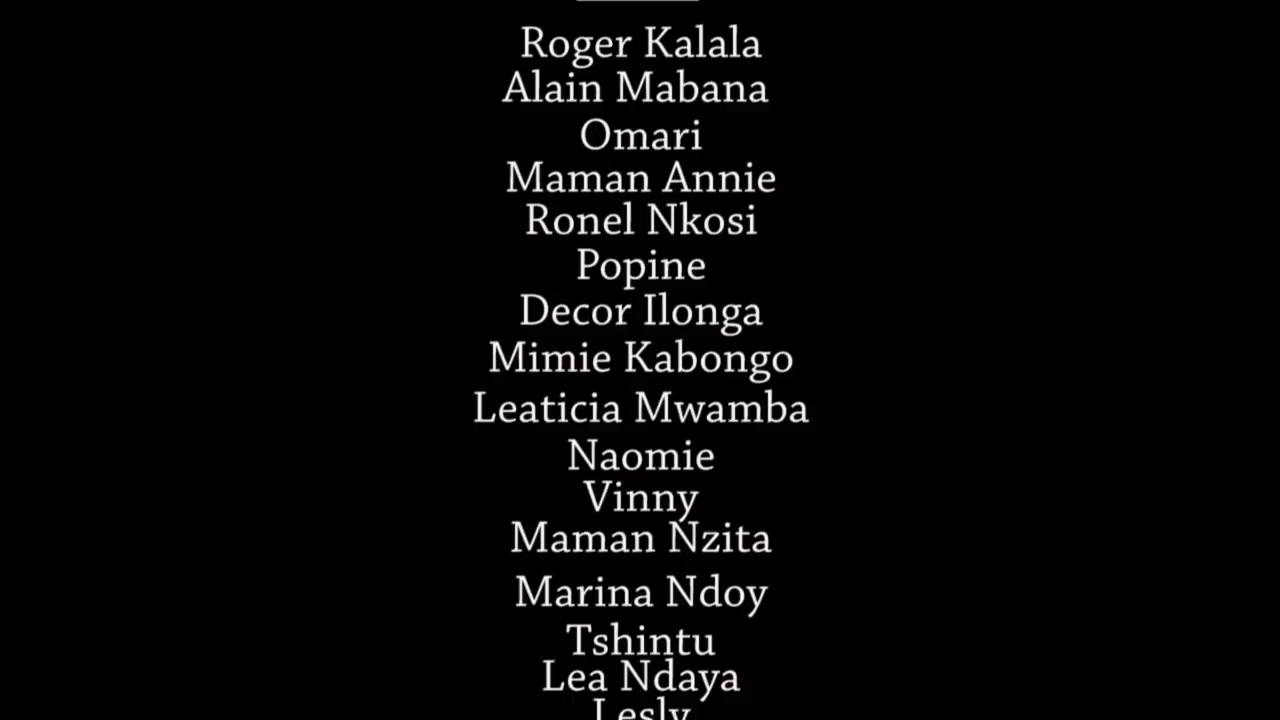 Roger Kalala
Alain Mabana
Omari
Maman Annie
Ronel Nkosi
Popine
Decor Ilonga
Mimie Kabongo
Leaticia Mwamba
Naomie
Vinny
Maman Nzita
Marina Ndoy
Tshintu
Lea Ndaya
Lesly